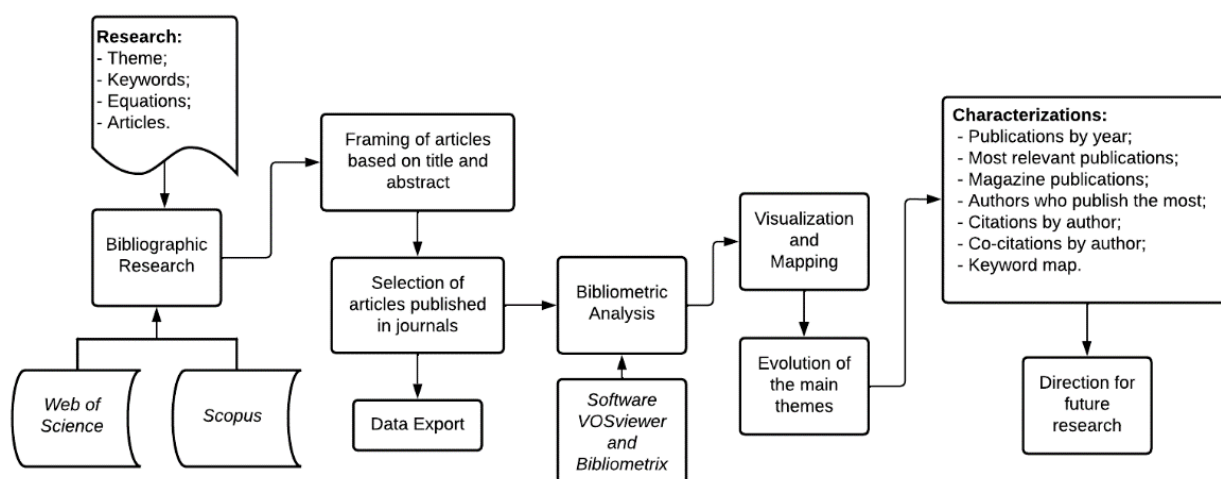 Research:
- Theme;
- Keywords;
- Equations;
- Articles.
Bibliographic
Research
Web of
Science
Scopus
Framing of articles
based on title and
abstract
Selection of
articles published
in journals
Data Export
Bibliometric
Analysis
Software
VOSviewer
and
Bibliometrix
Visualization
and
Mapping
Evolution of
the main
themes
Characterizations:
- Publications by year;
- Most relevant publications;
- Magazine publications;
- Authors who publish the most;
- Citations by author;
- Co-citations by author;
- Keyword map.
Direction for
future
research